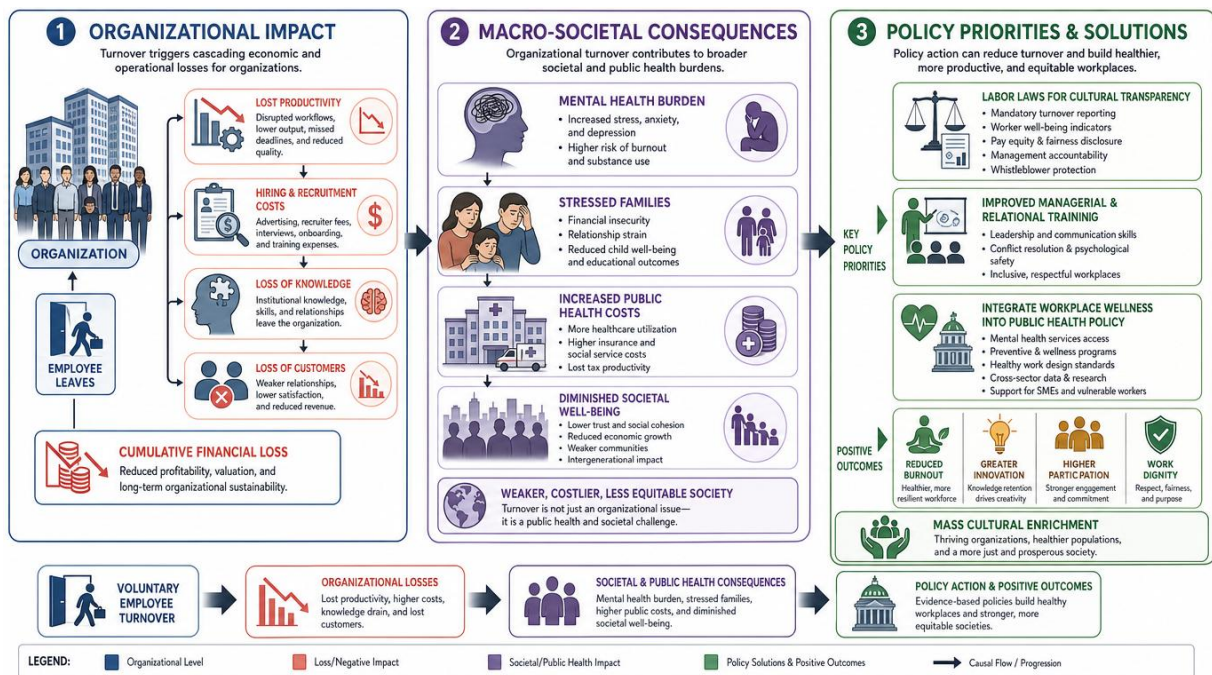 1 ORGANIZATIONAL IMPACT
Turnover triggers cascading economic and
operational losses for organizations.
ORGANIZATION
EMPLOYEE
LEAVES
LOST PRODUCTIVITY
Disrupted workflows,
lower output, missed
deadlines, and reduced
quality.
HIRING & RECRUITMENT
COSTS
Advertising, recruiter fees,
interviews, onboarding,
and training expenses.
$
LOSS OF KNOWLEDGE
Institutional knowledge,
skills, and relationships
leave the organization.
LOSS OF CUSTOMERS
Weaker relationships,
lower satisfaction,
and reduced revenue.
CUMULATIVE FINANCIAL LOSS
Reduced profitability, valuation, and
long-term organizational sustainability.
2 MACRO-SOCIETAL CONSEQUENCES
Organizational turnover contributes to broader
societal and public health burdens.
MENTAL HEALTH BURDEN
• Increased stress, anxiety,
and depression
• Higher risk of burnout
and substance use
STRESSED FAMILIES
• Financial insecurity
• Relationship strain
• Reduced child well-being
and educational outcomes
INCREASED PUBLIC
HEALTH COSTS
• More healthcare utilization
• Higher insurance and
social service costs
• Lost tax productivity
DIMINISHED SOCIETAL
WELL-BEING
• Lower trust and social cohesion
• Reduced economic growth
• Weaker communities
• Intergenerational impact
WEAKER, COSTLIER, LESS EQUITABLE SOCIETY
Turnover is not just an organizational issue—
it is a public health and societal challenge.
3 POLICY PRIORITIES & SOLUTIONS
Policy action can reduce turnover and build healthier,
more productive, and equitable workplaces.
KEY
POLICY
PRIORITIES
LABOR LAWS FOR CULTURAL TRANSPARENCY
• Mandatory turnover reporting
• Worker well-being indicators
• Pay equity & fairness disclosure
• Management accountability
• Whistleblower protection
IMPROVED MANAGERIAL &
RELATIONAL TRAINING
• Leadership and communication skills
• Conflict resolution & psychological
safety
• Inclusive, respectful workplaces
INTEGRATE WORKPLACE WELLNESS
INTO PUBLIC HEALTH POLICY
• Mental health services access
• Preventive & wellness programs
• Healthy work design standards
• Cross-sector data & research
• Support for SMEs and vulnerable workers
POSITIVE
OUTCOMES
REDUCED
BURNOUT
Healthier, more
resilient workforce
GREATER
INNOVATION
Knowledge retention
drives creativity
HIGHER
PARTICIPATION
Stronger engagement
and commitment
WORK
DIGNITY
Respect, fairness,
and purpose
MASS CULTURAL ENRICHMENT
Thriving organizations, healthier populations,
and a more just and prosperous society.
VOLUNTARY
EMPLOYEE
TURNOVER
ORGANIZATIONAL LOSSES
Lost productivity, higher costs,
knowledge drain, and lost
customers.
SOCIETAL & PUBLIC HEALTH CONSEQUENCES
Mental health burden, stressed families,
higher public costs, and diminished
societal well-being.
POLICY ACTION & POSITIVE OUTCOMES
Evidence-based policies build healthy
workplaces and stronger, more
equitable societies.
LEGEND:
Organizational Level
Loss/Negative Impact
Societal/Public Health Impact
Policy Solutions & Positive Outcomes
Causal Flow / Progression